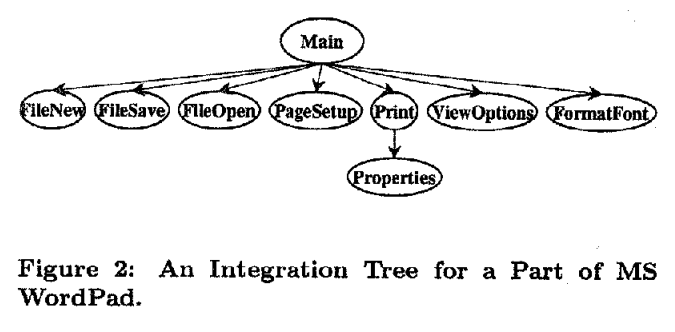 Main
FileNew FileSave FileOpen PageSetup Print ViewOptions FormatFont
Properties
Figure 2: An Integration Tree for a Part of MS
WordPad.